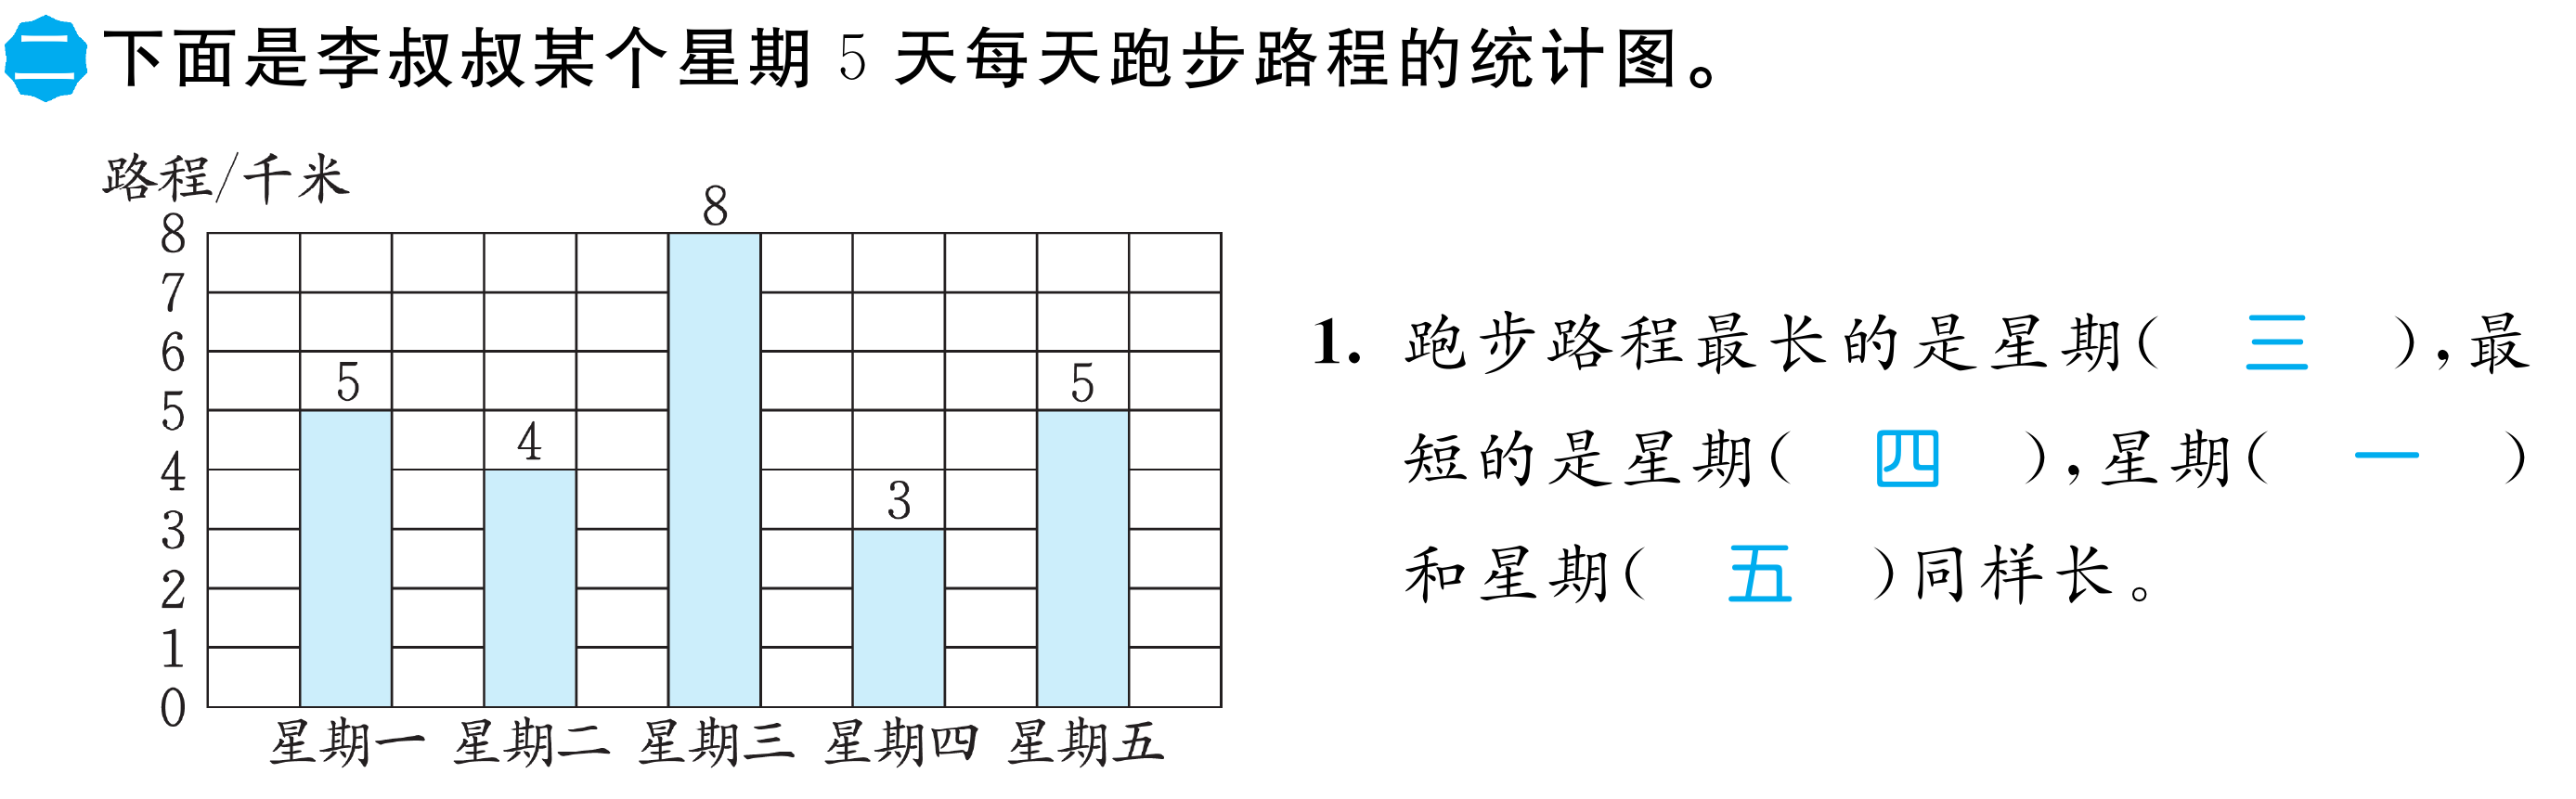 二 下面是李叔叔某个星期 5 天每天跑步路程的统计图。
路程/千米
8
7
6
5
4
3
2
1
0
5
4
8
3
5
星期一 星期二 星期三 星期四 星期五
1. 跑步路程最长的是星期( 三 ),最
短的是星期( 四 ),星期( 一 )
和星期( 五 )同样长。